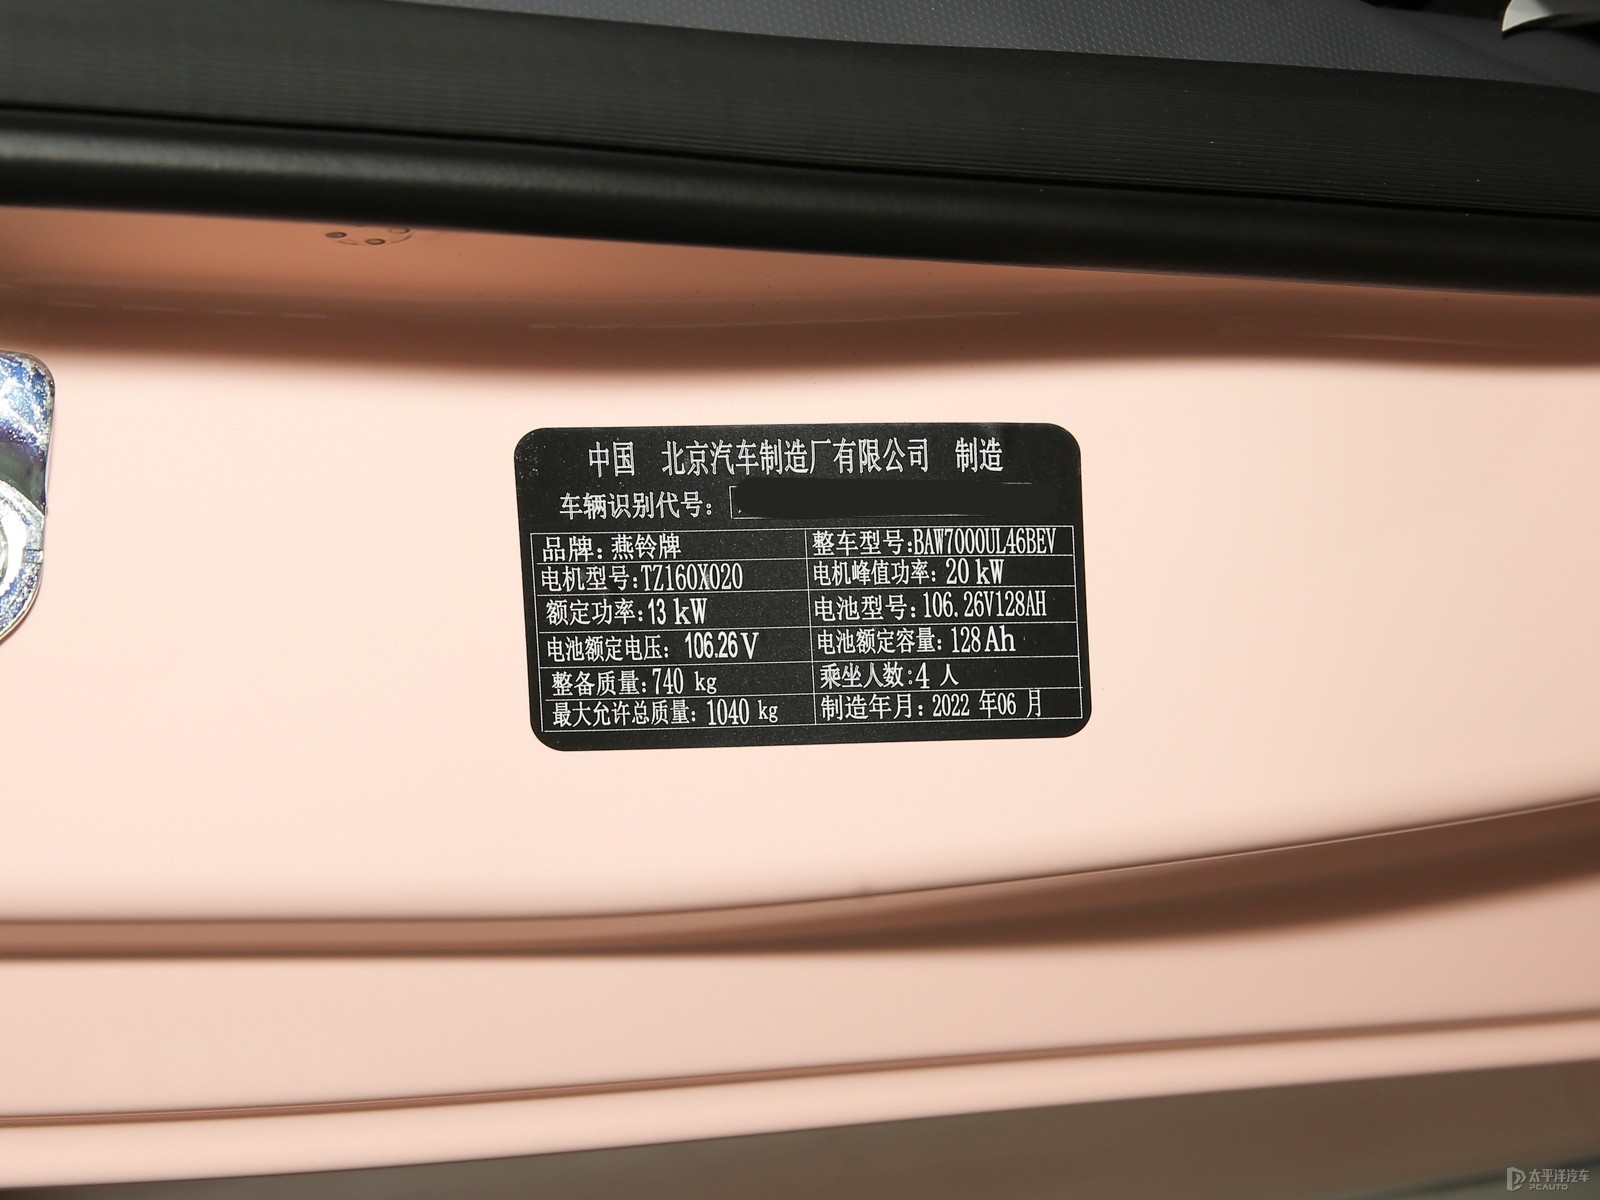 中国 北京汽车制造厂有限公司 制造
车辆识别代号:
品牌:燕铃牌 整车型号:BAW7000UL46BEV
电机型号:TZ160X020 电机峰值功率:20 kW
额定功率:13 kW 电池型号:106.26V128AH
电池额定电压:106.26 V 电池额定容量:128 Ah
整备质量:740 kg 乘坐人数:4 人
最大允许总质量:1040 kg 制造年月:2022 年06 月
太平洋汽车
PCAUTO